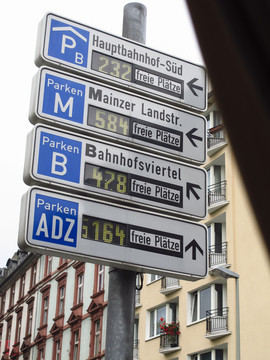 P
B
Hauptbahnhof-Süd
232 freie Plätze
Parken
M
Mainzer Landstr.
584 freie Plätze
Parken
B
Bahnhofsviertel
478 freie Plätze
Parken
ADZ
164 freie Plätze